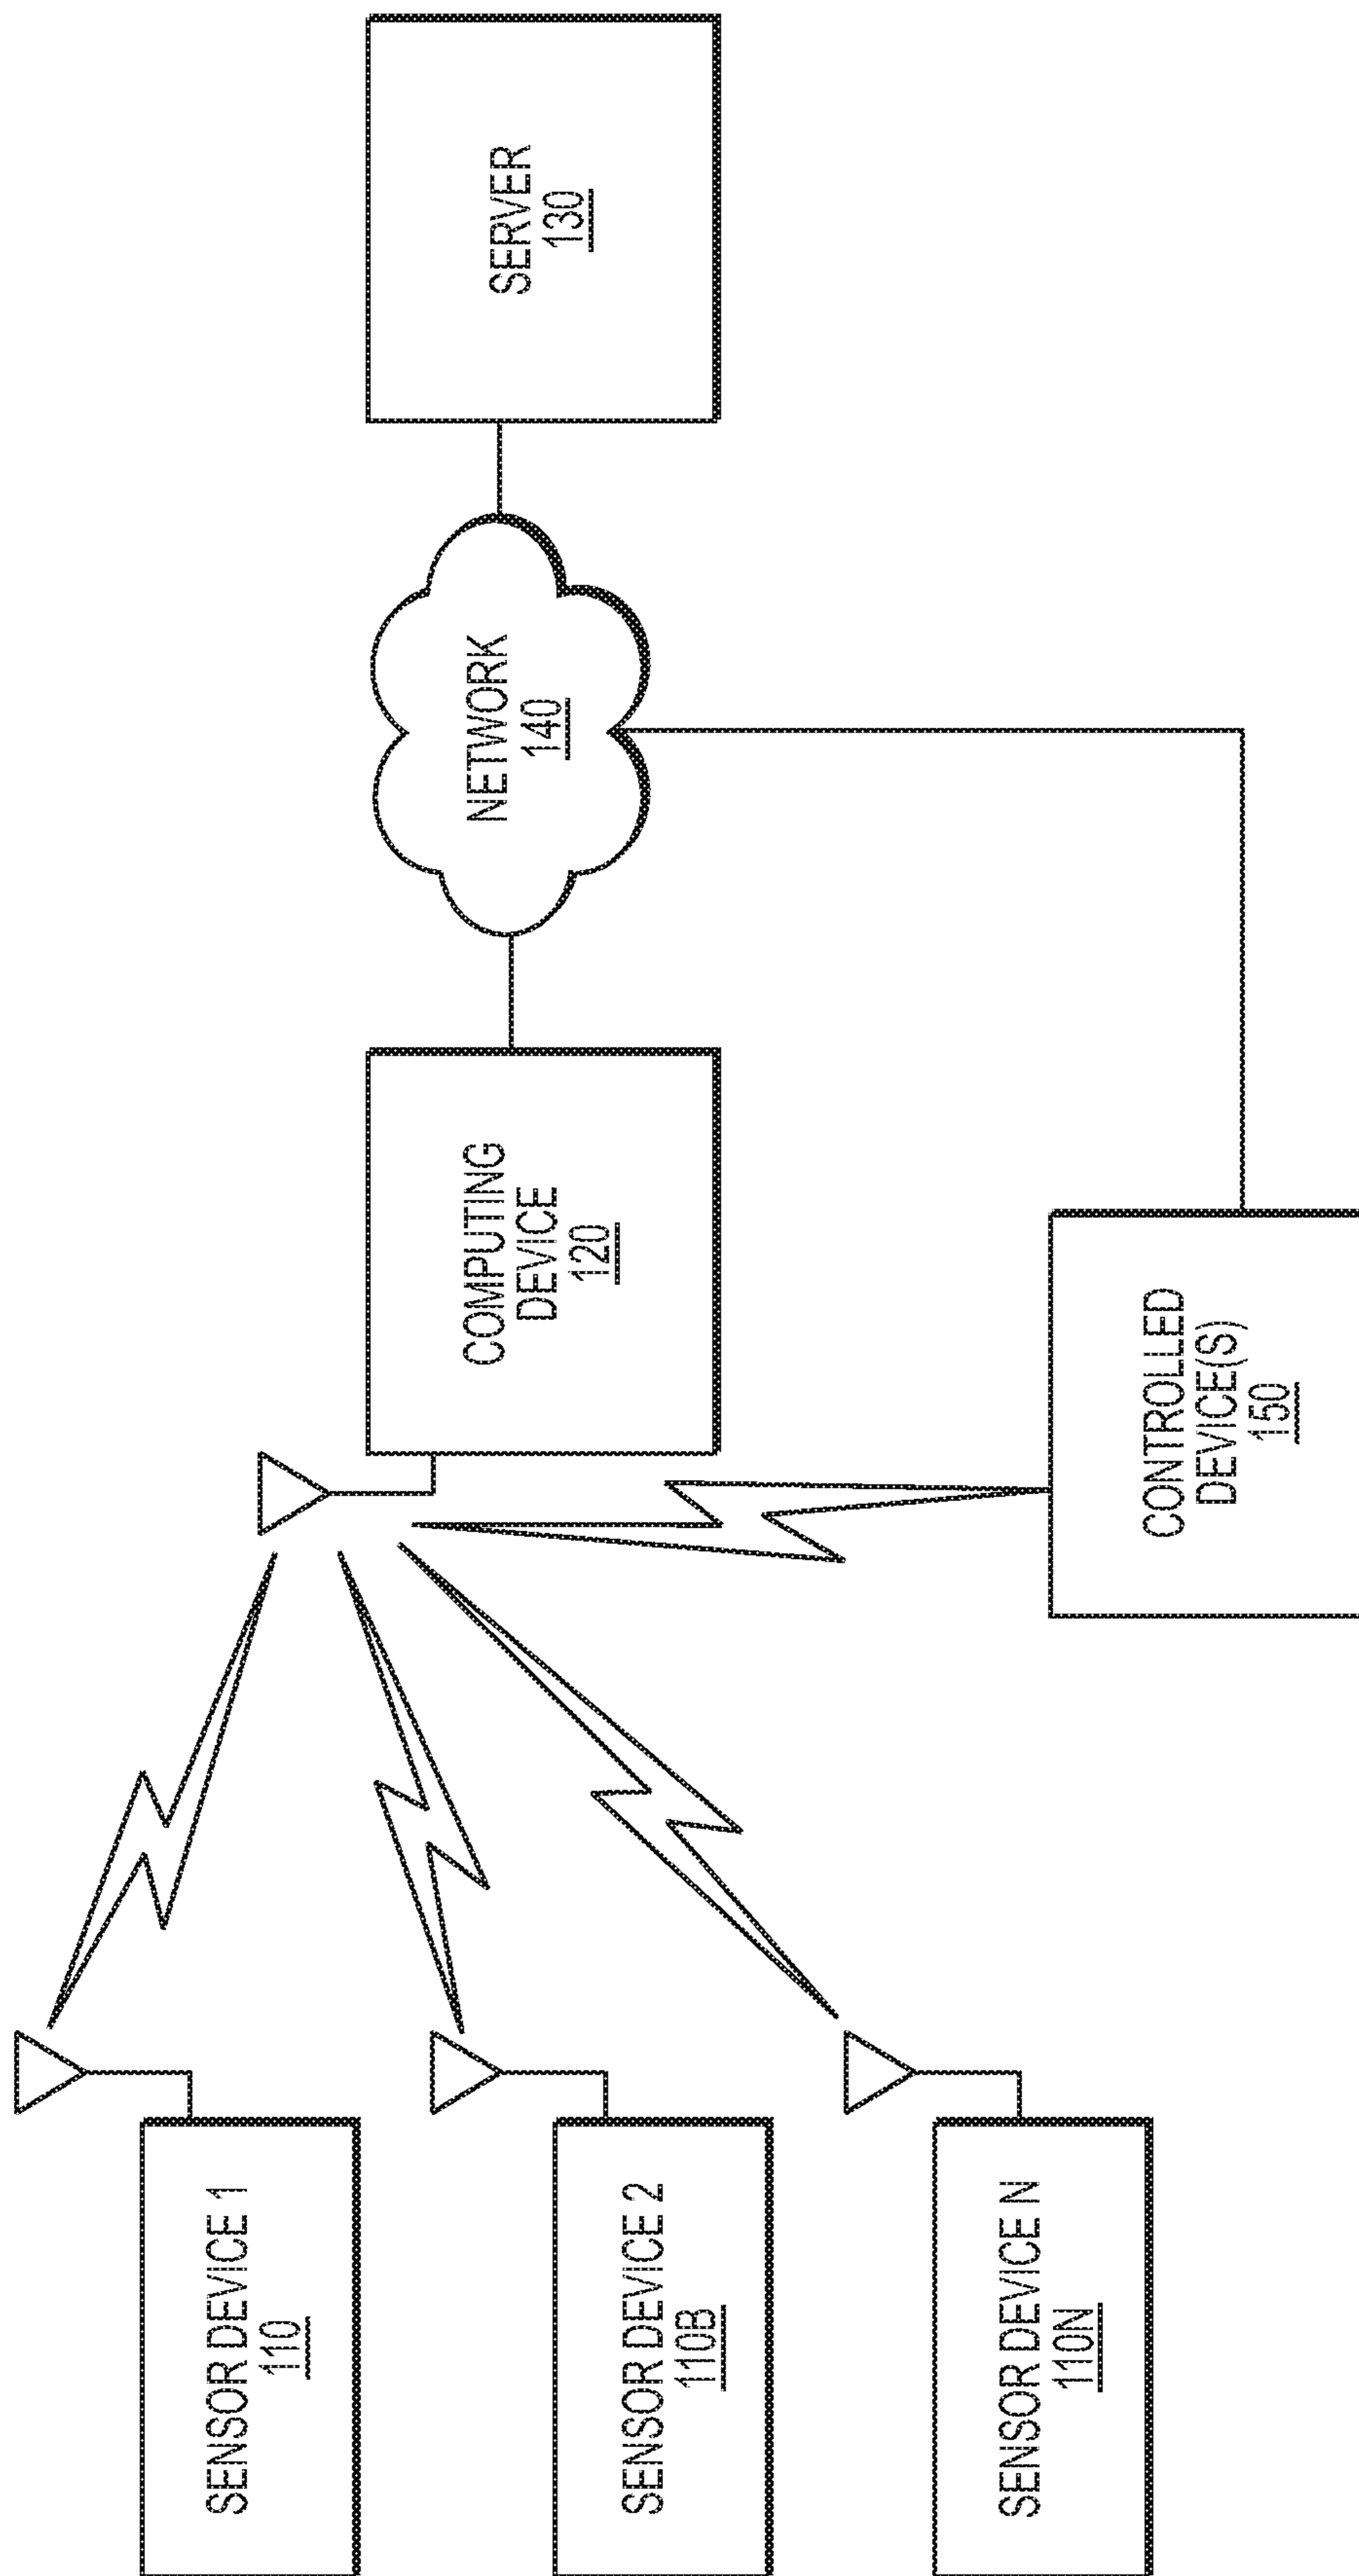 SENSOR DEVICE 1
110
SENSOR DEVICE 2
110B
SENSOR DEVICE N
110N
COMPUTING
DEVICE
120
CONTROLLED
DEVICE(S)
150
NETWORK
140
SERVER
130